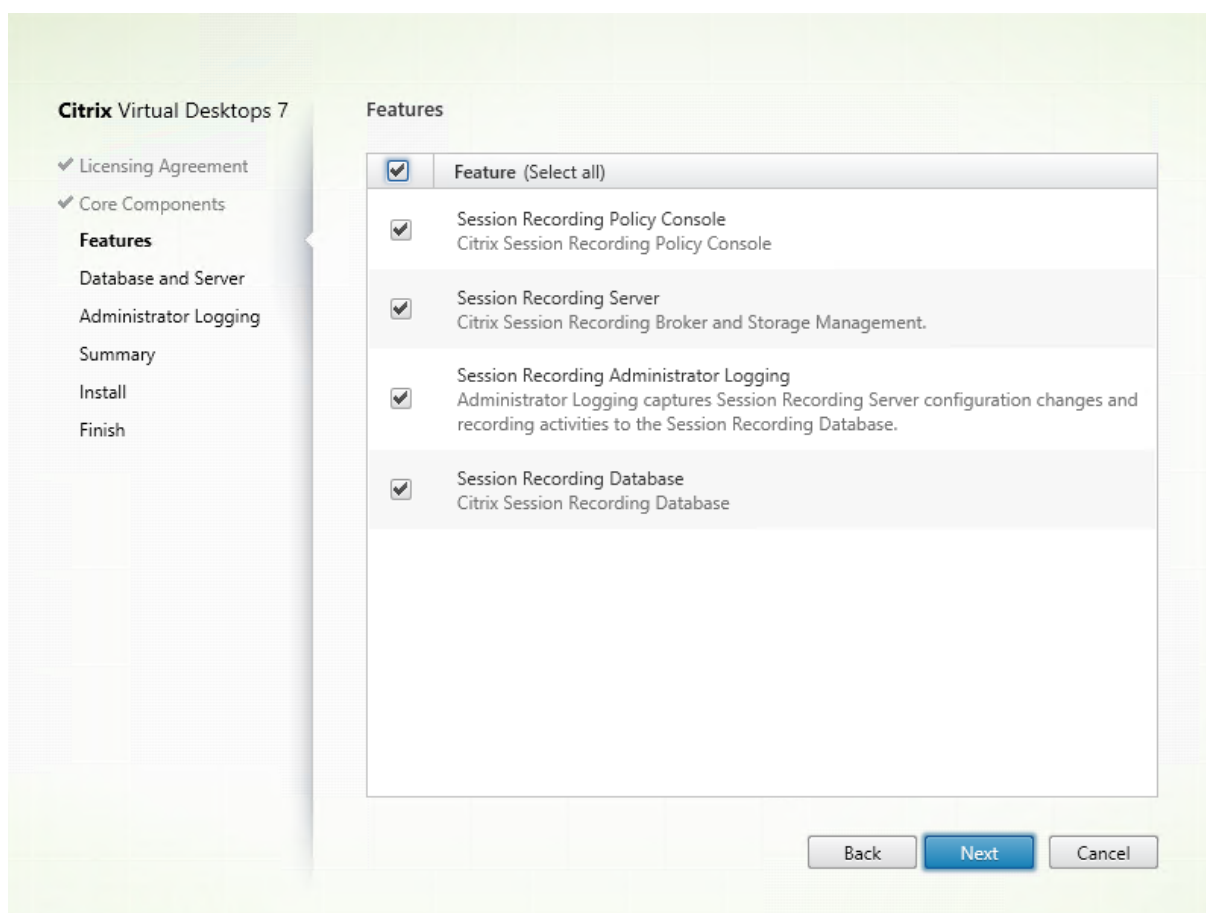 Citrix Virtual Desktops 7
Licensing Agreement
Core Components
Features
Database and Server
Administrator Logging
Summary
Install
Finish
Features
Feature (Select all)
Session Recording Policy Console
Citrix Session Recording Policy Console
Session Recording Server
Citrix Session Recording Broker and Storage Management.
Session Recording Administrator Logging
Administrator Logging captures Session Recording Server configuration changes and
recording activities to the Session Recording Database.
Session Recording Database
Citrix Session Recording Database
Back
Next
Cancel